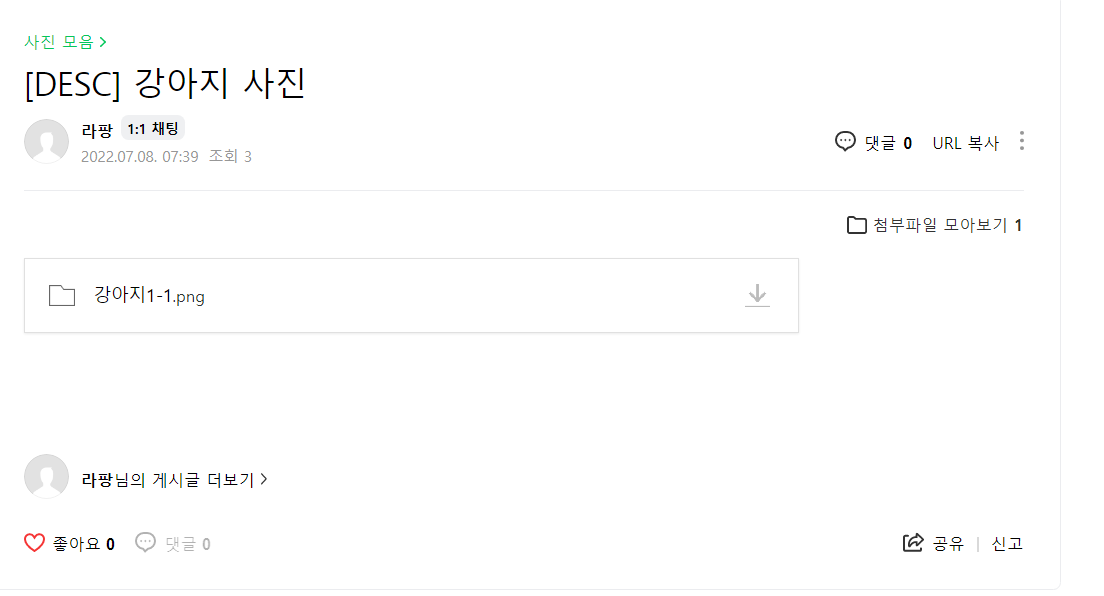 사진 모음 >
[DESC] 강아지 사진
라팡 1:1 채팅
2022.07.08. 07:39 조회 3
댓글 0 URL 복사
첨부파일 모아보기 1
강아지1-1.png
라팡님의 게시글 더보기 >
좋아요 0 댓글 0
공유 | 신고